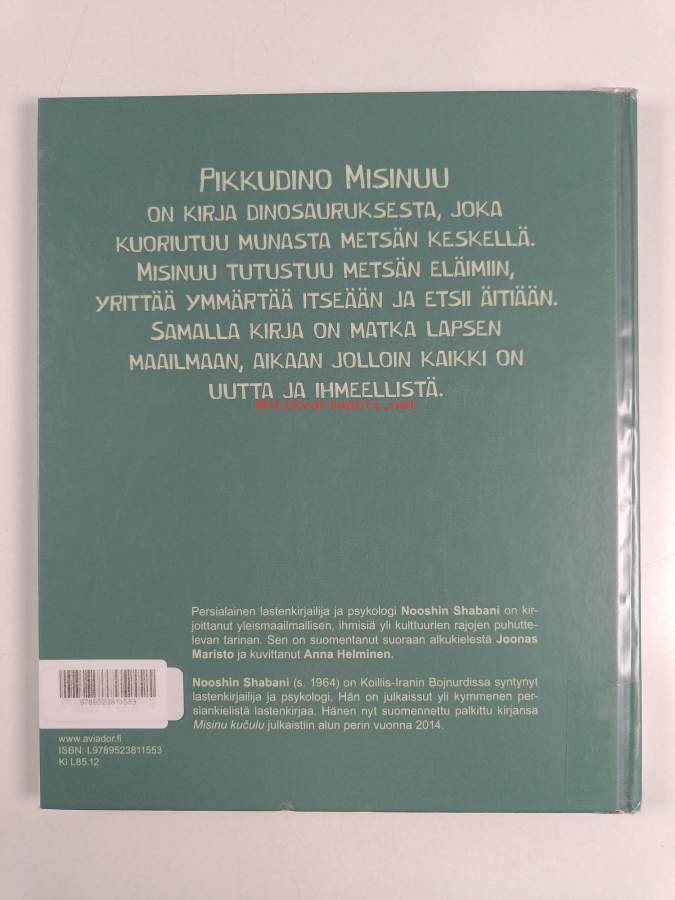 PIKKUDINO MISINUU
ON KIRJA DINOSAURUKSESTA, JOKA
KUORIUTUU MUNASTA METSÄN KESKELLÄ.
MISINUU TUTUSTUU METSÄN ELÄIMIIN,
YRITTÄÄ YMMÄRTÄÄ ITSEÄÄN JA ETSII ÄITIÄÄN.
SAMALLA KIRJA ON MATKA LAPSEN
MAAILMAAN, AIKAAN JOLLOIN KAIKKI ON
UUTTA JA IHMEELLISTÄ.
Antikvariaatti.net
Persialainen lastenkirjailija ja psykologi Nooshin Shabani on kir-
joittanut yleismaailmallisen, ihmisiä yli kulttuurien rajojen puhutte-
levan tarinan. Sen on suomentanut suoraan alkukielestä Joonas
Maristo ja kuvittanut Anna Helminen.
Nooshin Shabani (s. 1964) on Koillis-Iranin Bojnurdissa syntynyt
lastenkirjailija ja psykologi. Hän on julkaissut yli kymmenen per-
siankielistä lastenkirjaa. Hänen nyt suomennettu palkittu kirjansa
Misinu kučulu julkaistiin alun perin vuonna 2014.
9789523811553
www.aviador.fi
ISBN: L9789523811553
Kl L85.12